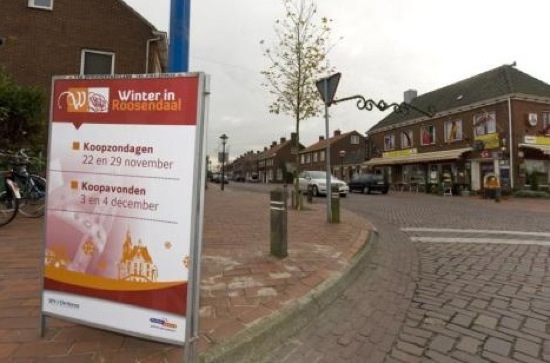 W
Winter in
Roosendaal
Koopzondagen
22 en 29 november
Koopavonden
3 en 4 december